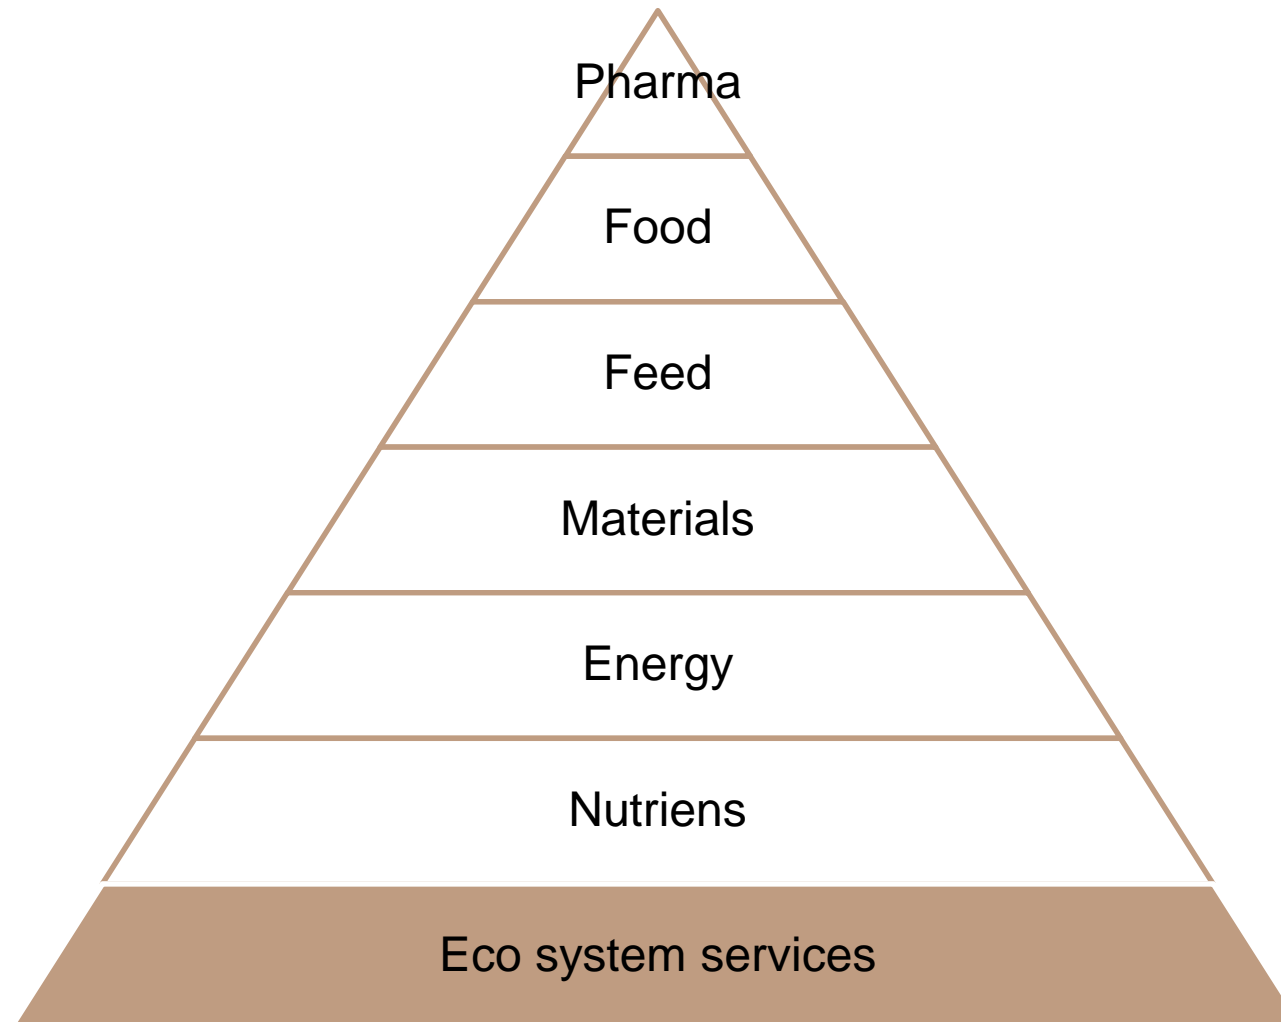 Pharma
Food
Feed
Materials
Energy
Nutriens
Eco system services